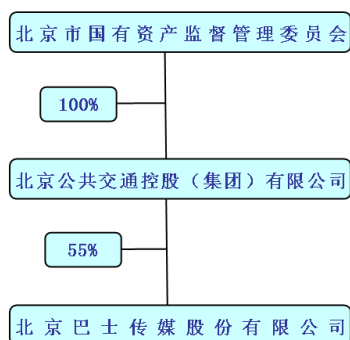 北京市国有资产监督管理委员会
100%
北京公共交通控股（集团）有限公司
55%
北京巴士传媒股份有限公司